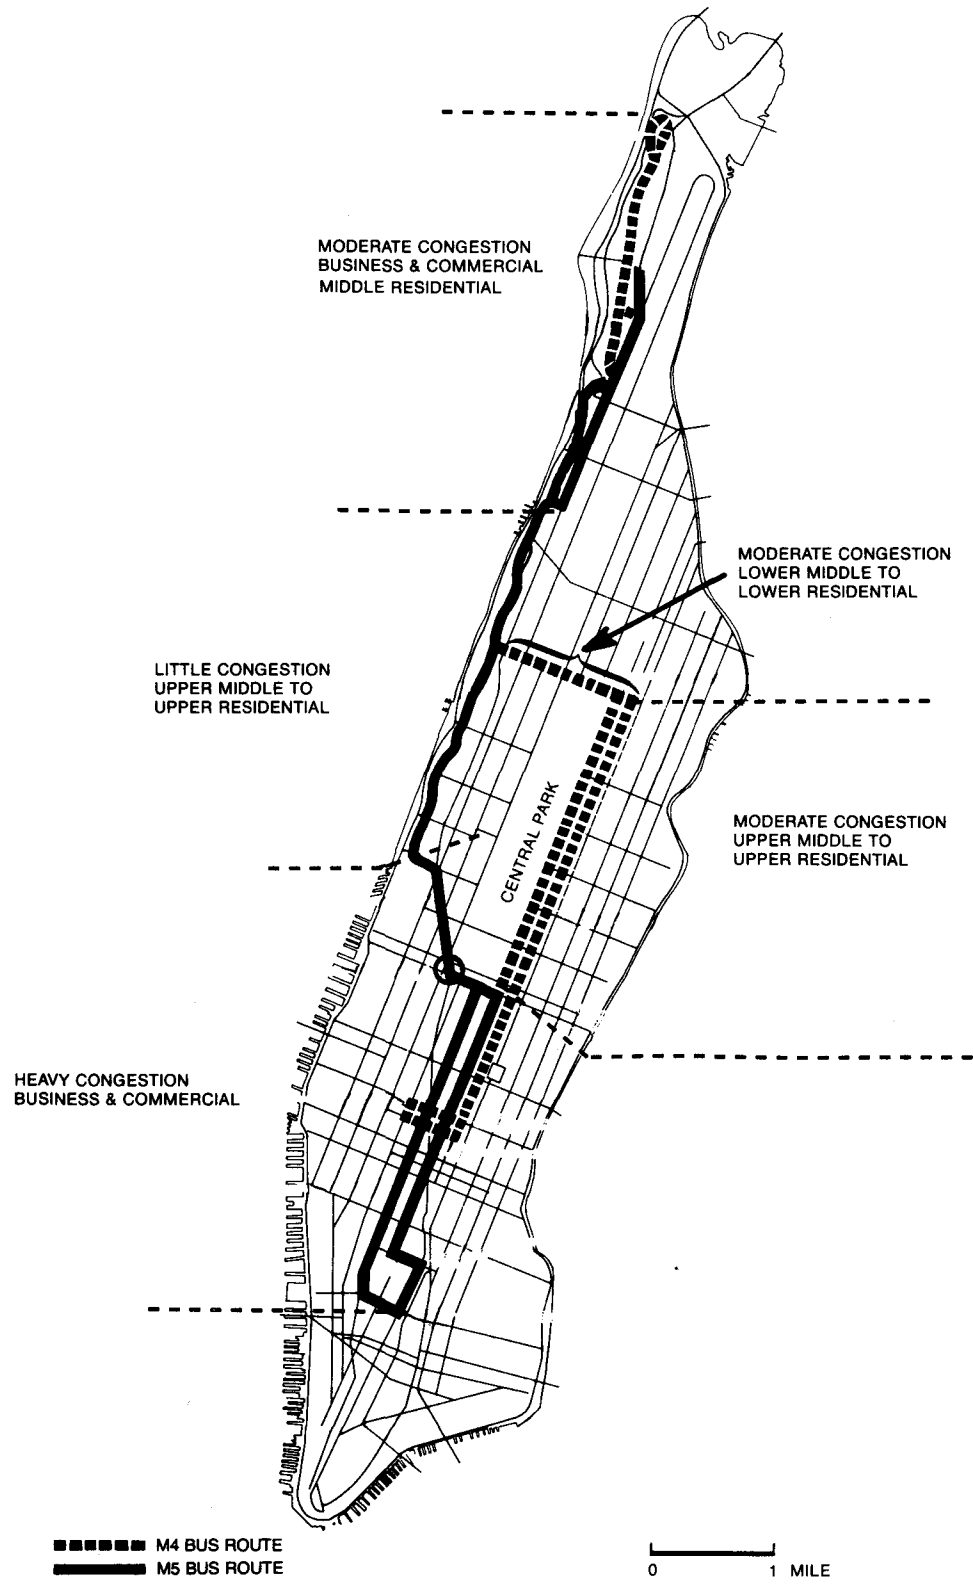 MODERATE CONGESTION
BUSINESS & COMMERCIAL
MIDDLE RESIDENTIAL
MODERATE CONGESTION
LOWER MIDDLE TO
LOWER RESIDENTIAL
LITTLE CONGESTION
UPPER MIDDLE TO
UPPER RESIDENTIAL
CENTRAL PARK
MODERATE CONGESTION
UPPER MIDDLE TO
UPPER RESIDENTIAL
HEAVY CONGESTION
BUSINESS & COMMERCIAL
M4 BUS ROUTE
M5 BUS ROUTE
0 1 MILE